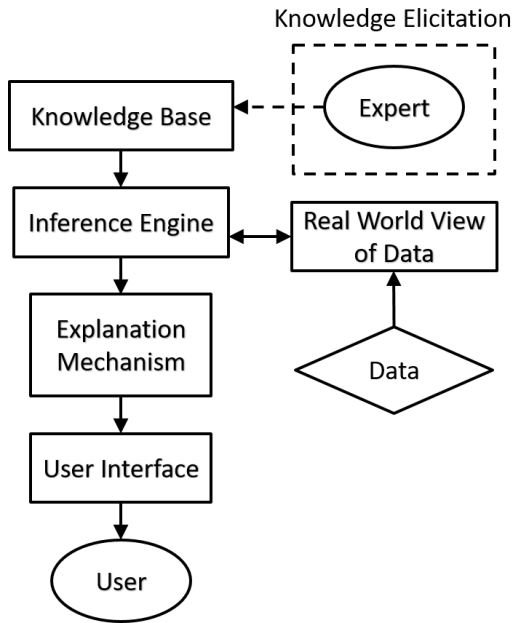 Knowledge Elicitation
Expert
Knowledge Base
Inference Engine
Real World View
of Data
Explanation
Mechanism
Data
User Interface
User